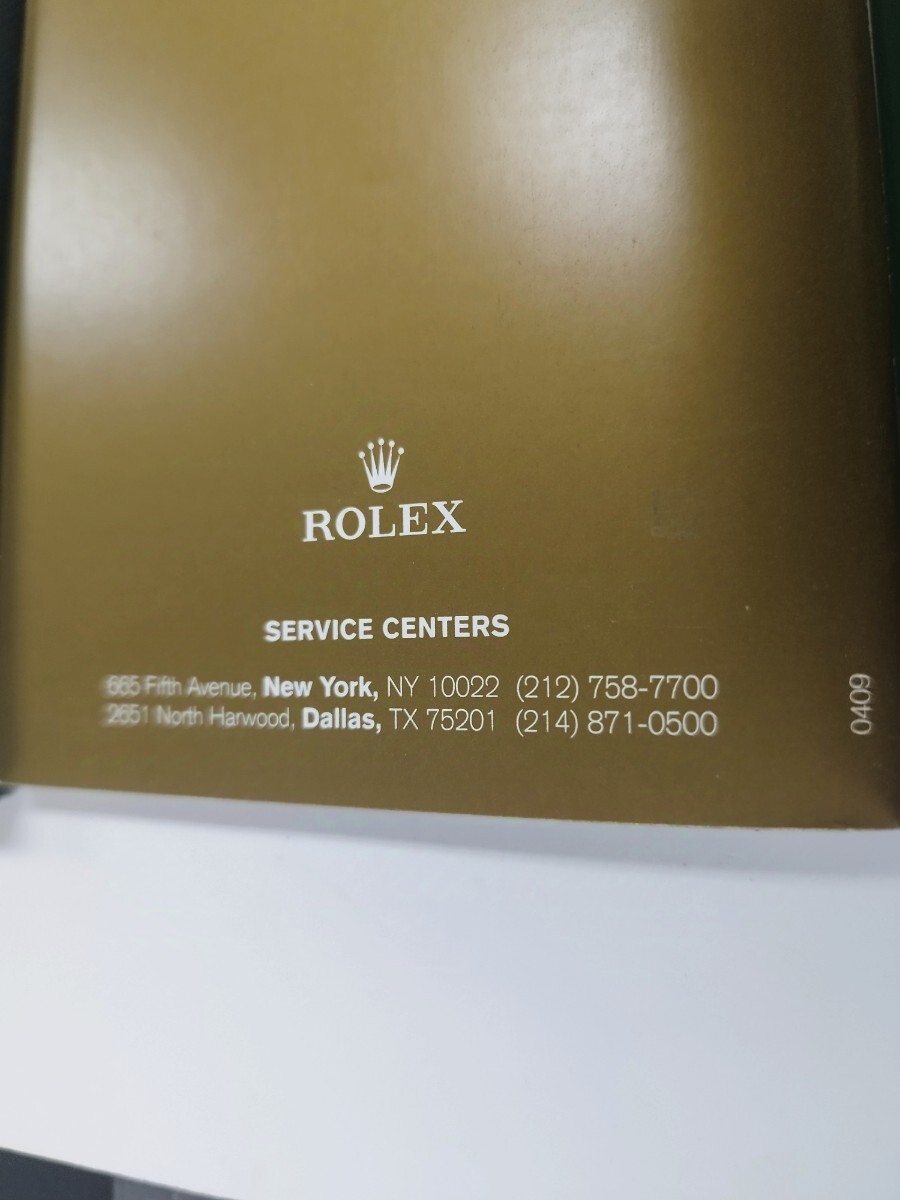 ROLEX
SERVICE CENTERS
665 Fifth Avenue, New York, NY 10022 (212) 758-7700
2651 North Harwood, Dallas, TX 75201 (214) 871-0500
0409